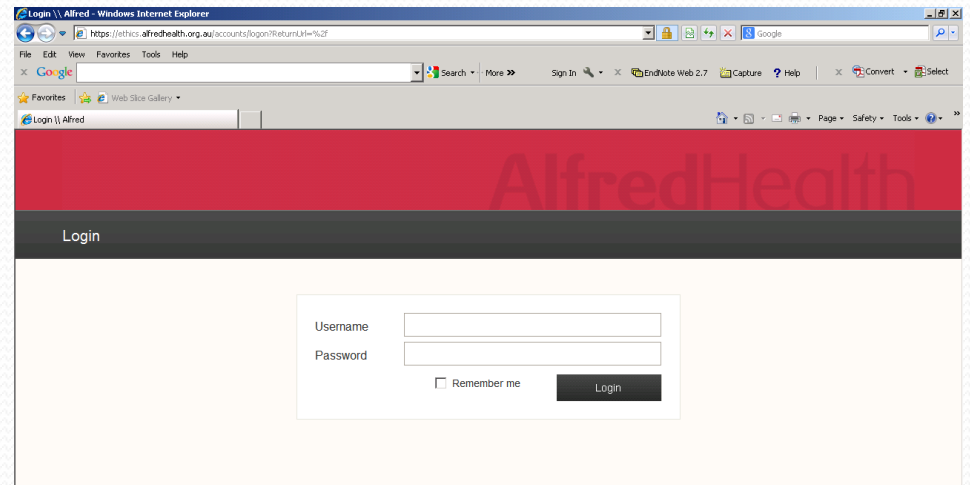 Login \\ Alfred - Windows Internet Explorer
https://ethics.alfredhealth.org.au/accounts/logon?ReturnUrl=%2f
Google
File Edit View Favorites Tools Help
Google Search More » Sign In EndNote Web 2.7 Capture ? Help Convert Select
Favorites Web Slice Gallery
Login \\ Alfred Page Safety Tools »
AlfredHealth
Login
Username
Password
Remember me Login